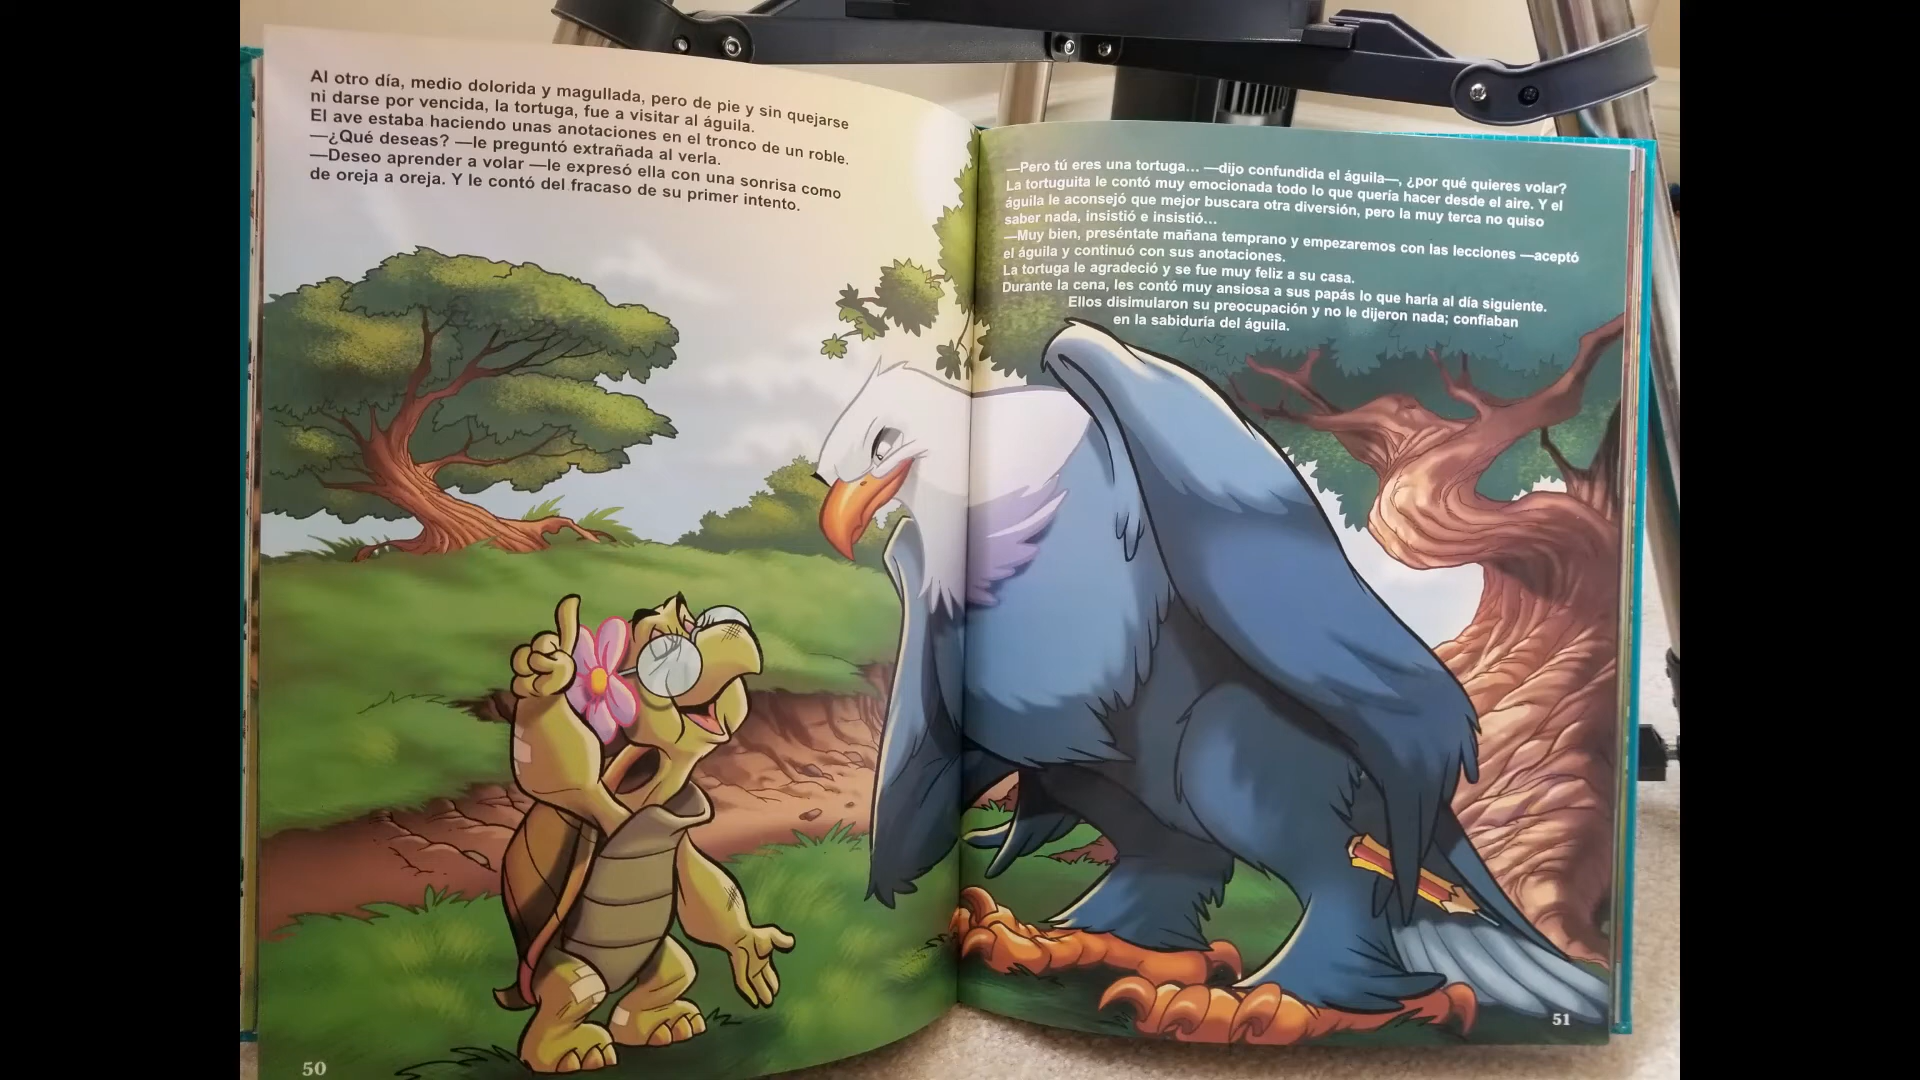 Al otro día, medio dolorida y magullada, pero de pie y sin quejarse
ni darse por vencida, la tortuga, fue a visitar al águila.
El ave estaba haciendo unas anotaciones en el tronco de un roble.
—¿Qué deseas? —le preguntó extrañada al verla.
—Deseo aprender a volar —le expresó ella con una sonrisa como
de oreja a oreja. Y le contó del fracaso de su primer intento.
50
—Pero tú eres una tortuga... —dijo confundida el águila—, ¿por qué quieres volar?
La tortuguita le contó muy emocionada todo lo que quería hacer desde el aire. Y el
águila le aconsejó que mejor buscara otra diversión, pero la muy terca no quiso
saber nada, insistió e insistió...
—Muy bien, preséntate mañana temprano y empezaremos con las lecciones —aceptó
el águila y continuó con sus anotaciones.
La tortuga le agradeció y se fue muy feliz a su casa.
Durante la cena, les contó muy ansiosa a sus papás lo que haría al día siguiente.
Ellos disimularon su preocupación y no le dijeron nada; confiaban
en la sabiduría del águila.
51